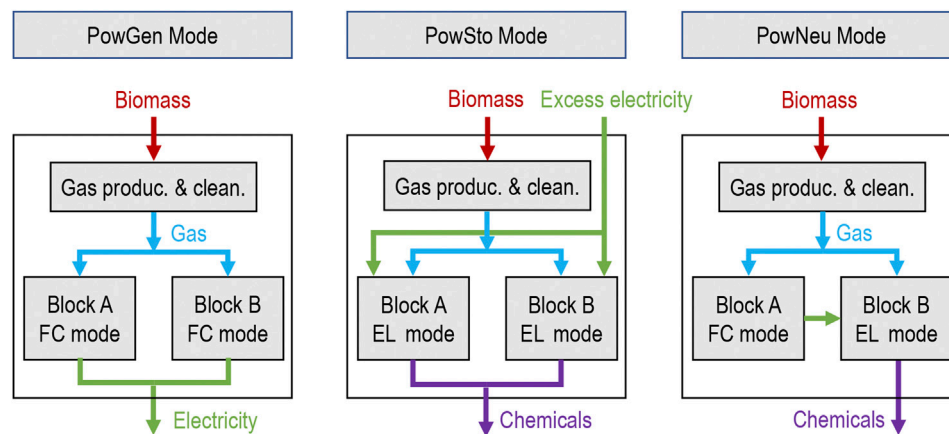 PowGen Mode
Biomass
Gas produc. & clean.
Gas
Block A
FC mode
Block B
FC mode
Electricity
PowSto Mode
Biomass
Excess electricity
Gas produc. & clean.
Block A
EL mode
Block B
EL mode
Chemicals
PowNeu Mode
Biomass
Gas produc. & clean.
Gas
Block A
FC mode
Block B
EL mode
Chemicals